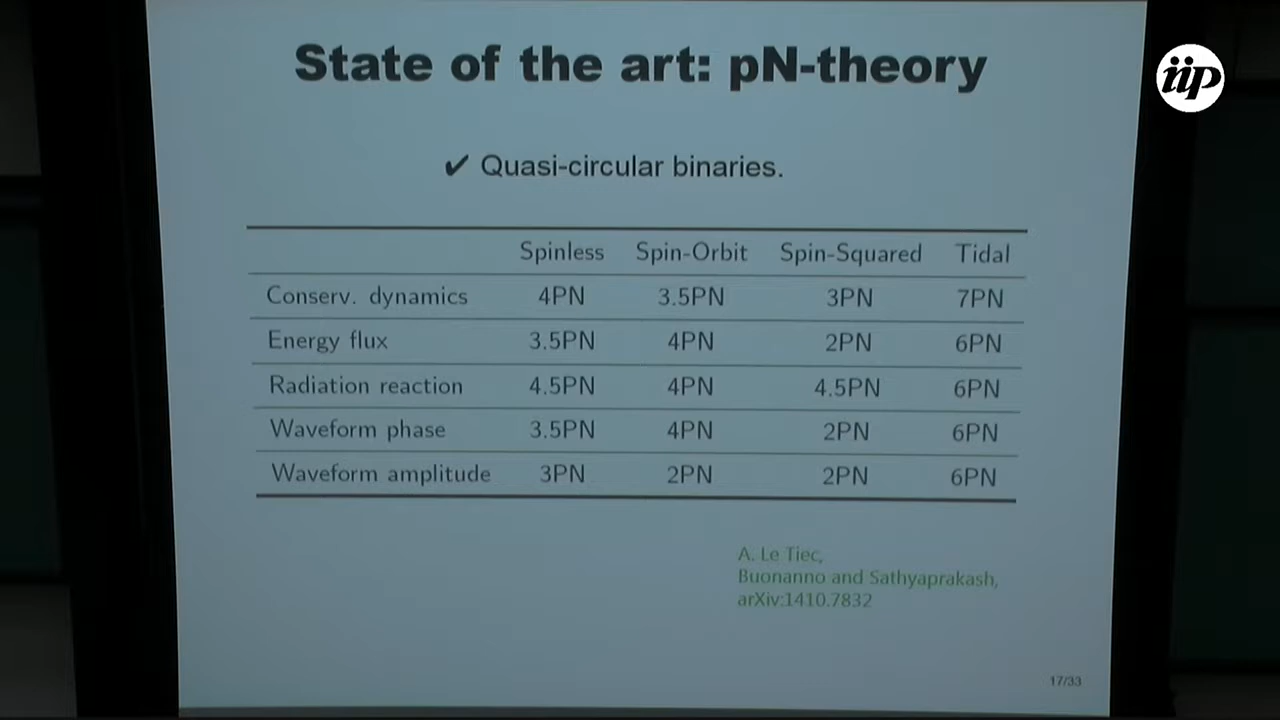 State of the art: pN-theory
iip
✔ Quasi-circular binaries.
Spinless Spin-Orbit Spin-Squared Tidal
Conserv. dynamics 4PN 3.5PN 3PN 7PN
Energy flux 3.5PN 4PN 2PN 6PN
Radiation reaction 4.5PN 4PN 4.5PN 6PN
Waveform phase 3.5PN 4PN 2PN 6PN
Waveform amplitude 3PN 2PN 2PN 6PN
A. Le Tiec,
Buonanno and Sathyaprakash,
arXiv:1410.7832
17/33